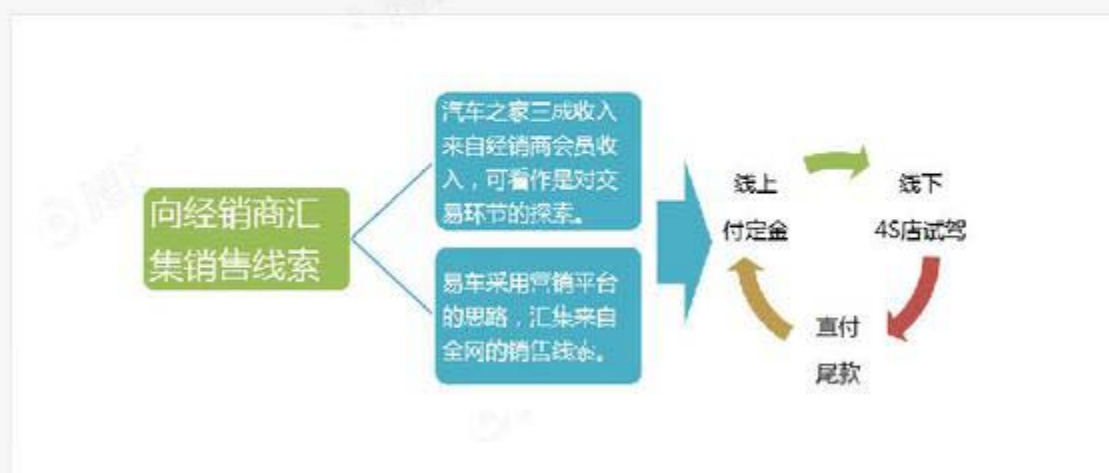 向经销商汇
集销售线索
汽车之家三成收入
来自经销商会员收
入，可看作是对交
易环节的探索。
易车采用营销平台
的思路，汇集来自
全网的销售线索。
线上
付定金
线下
4S店试驾
直付
尾款